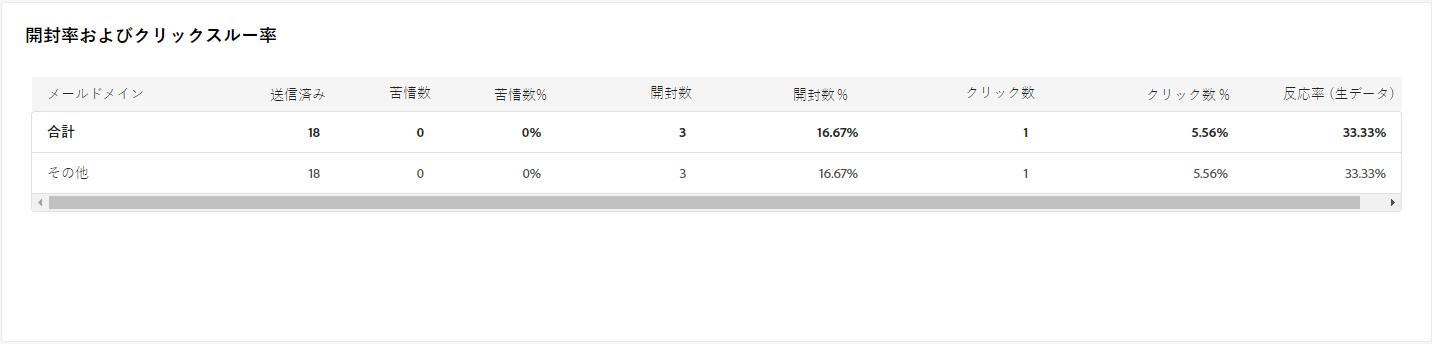 開封率およびクリックスルー率
メールドメイン 送信済み 苦情数 苦情数% 開封数 開封数 % クリック数 クリック数 % 反応率 (生データ)
合計 18 0 0% 3 16.67% 1 5.56% 33.33%
その他 18 0 0% 3 16.67% 1 5.56% 33.33%